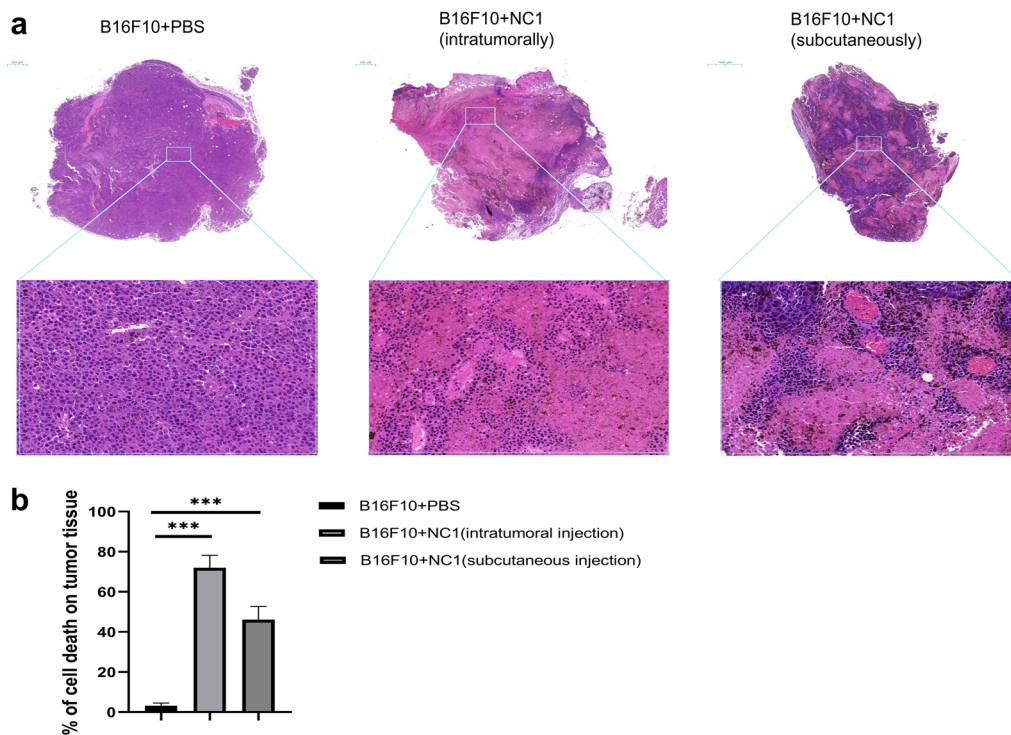 a
B16F10+PBS
B16F10+NC1
(intratumorally)
B16F10+NC1
(subcutaneously)
b
% of cell death on tumor tissue
100
80
60
40
20
0
***
***
B16F10+PBS
B16F10+NC1(intratumoral injection)
B16F10+NC1(subcutaneous injection)